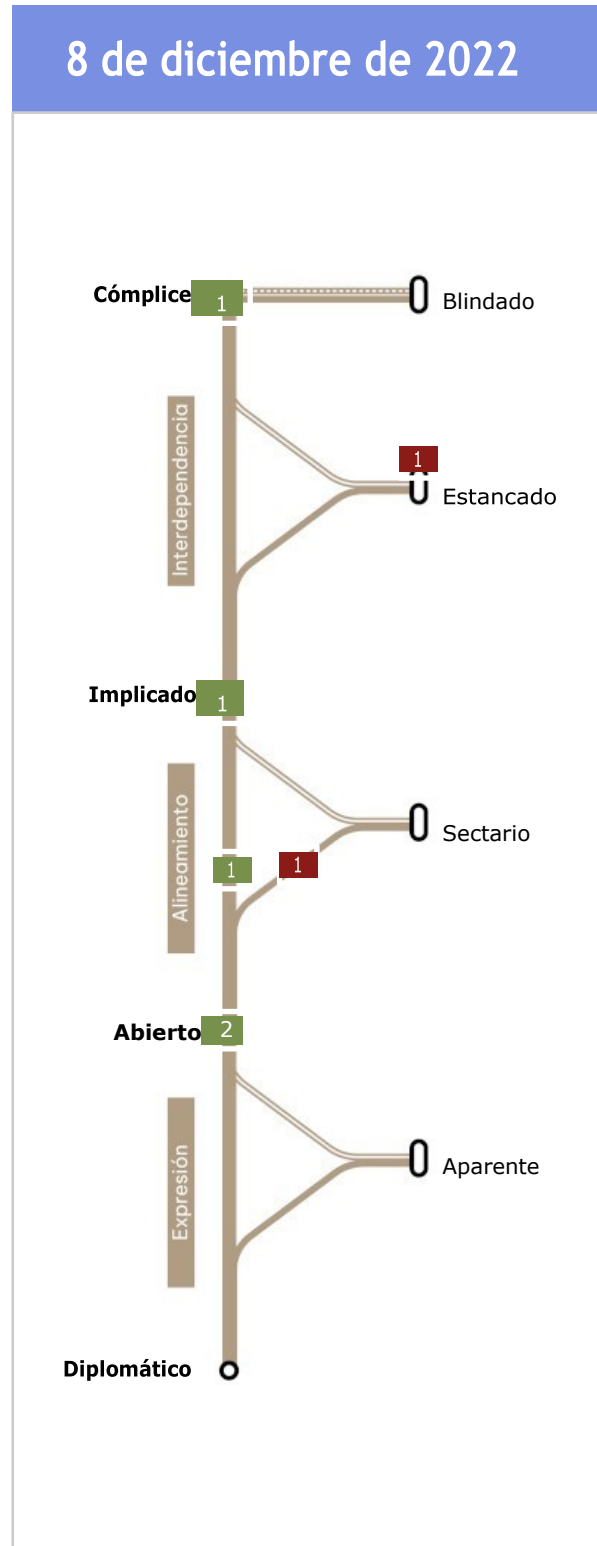 8 de diciembre de 2022
Cómplice
1
Blindado
Interdependencia
1
Estancado
Implicado
1
Alineamiento
Sectario
1
1
Abierto
2
Expresión
Aparente
Diplomático